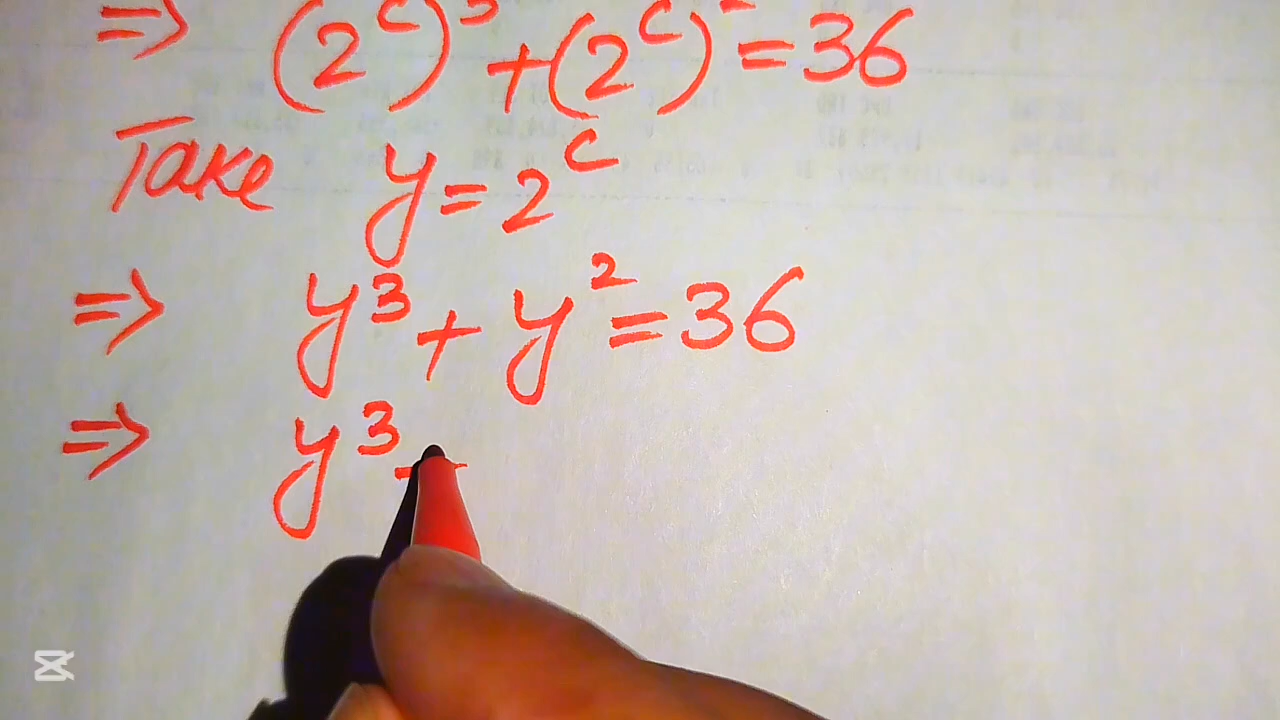 => (2^c)^3 + (2^c)^2 = 36
Take y = 2^c
=> y^3 + y^2 = 36
=> y^3